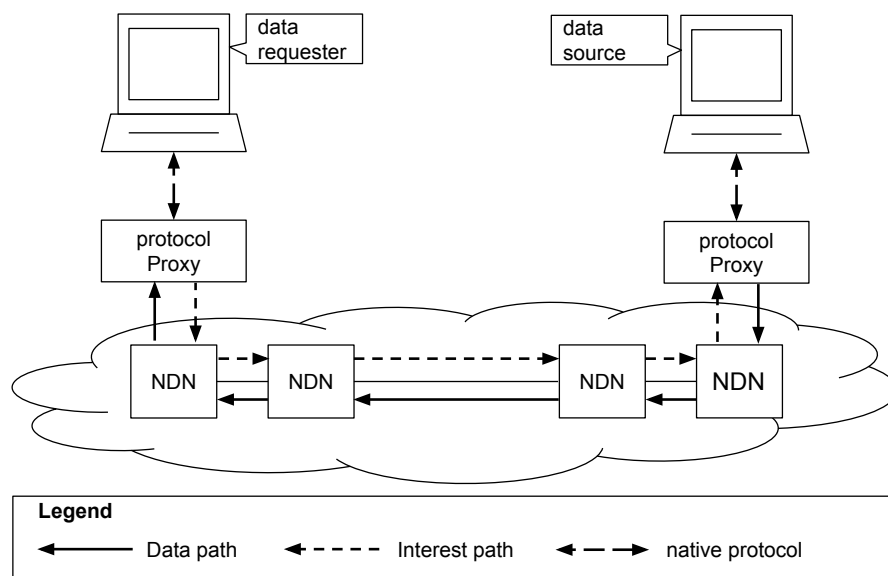 data
requester
data
source
protocol
Proxy
protocol
Proxy
NDN
NDN
NDN
NDN
Legend
Data path
Interest path
native protocol